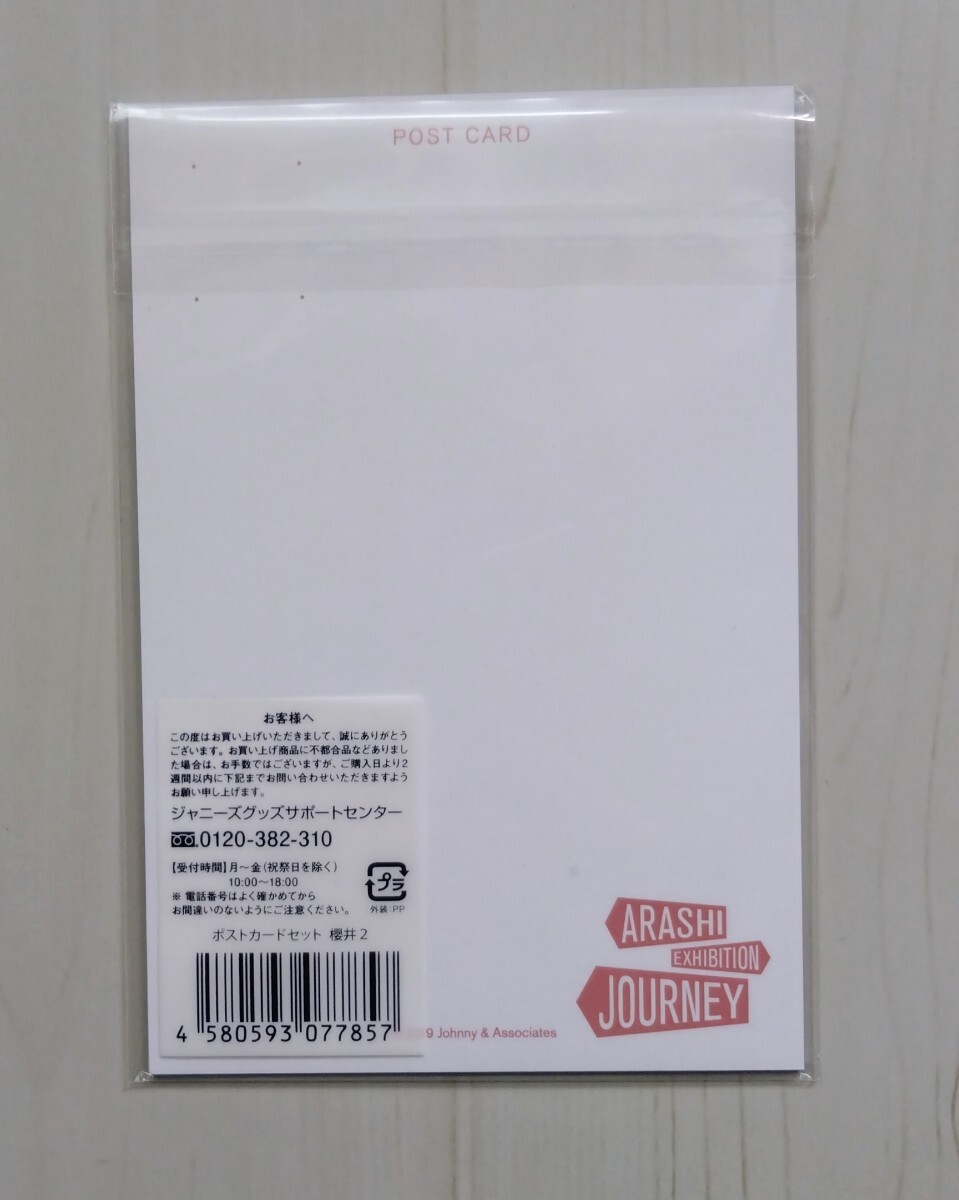 POST CARD
お客様へ
この度はお買い上げいただきまして、誠にありがとう
ございます。お買い上げ商品に不都合品などありまし
た場合は、お手数ではございますが、ご購入日より2
週間以内に下記までお問い合わせいただきますよう
お願い申し上げます。
ジャニーズグッズサポートセンター
0120-382-310
【受付時間】月〜金(祝祭日を除く)
10:00〜18:00
※ 電話番号はよく確かめてから
お間違いのないようにご注意ください。
プラ
外装:PP
ポストカードセット 櫻井2
4 580593 077857
9 Johnny & Associates
ARASHI
EXHIBITION
JOURNEY